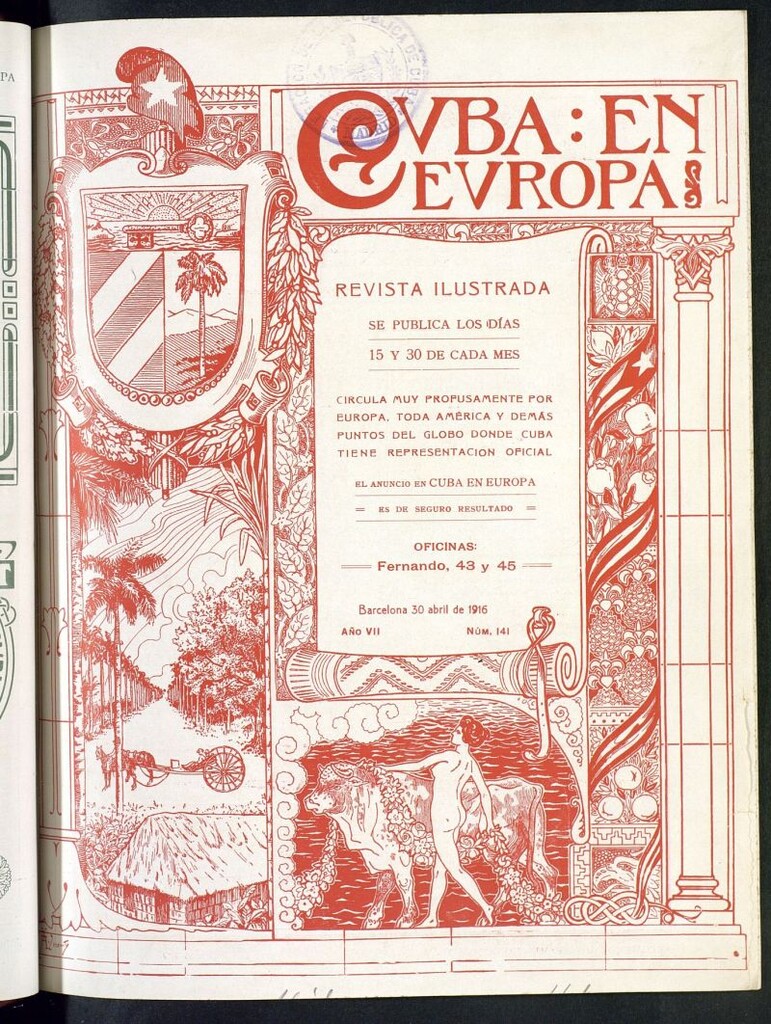 CVBA : EN
EVROPA
REVISTA ILUSTRADA
SE PUBLICA LOS DÍAS
15 Y 30 DE CADA MES
CIRCULA MUY PROFUSAMENTE POR
EUROPA, TODA AMÉRICA Y DEMÁS
PUNTOS DEL GLOBO DONDE CUBA
TIENE REPRESENTACION OFICIAL
EL ANUNCIO EN CUBA EN EUROPA
= ES DE SEGURO RESULTADO =
OFICINAS:
Fernando, 43 y 45
Barcelona 30 abril de 1916
AÑO VII NÚM. 141
PA